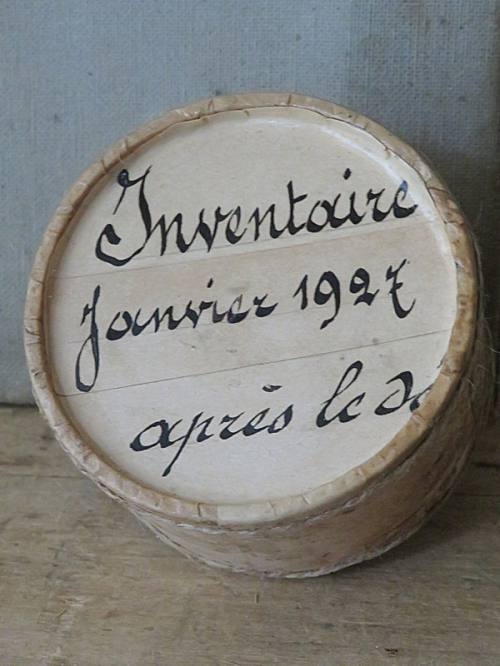 Inventaire
Janvier 1927
après le